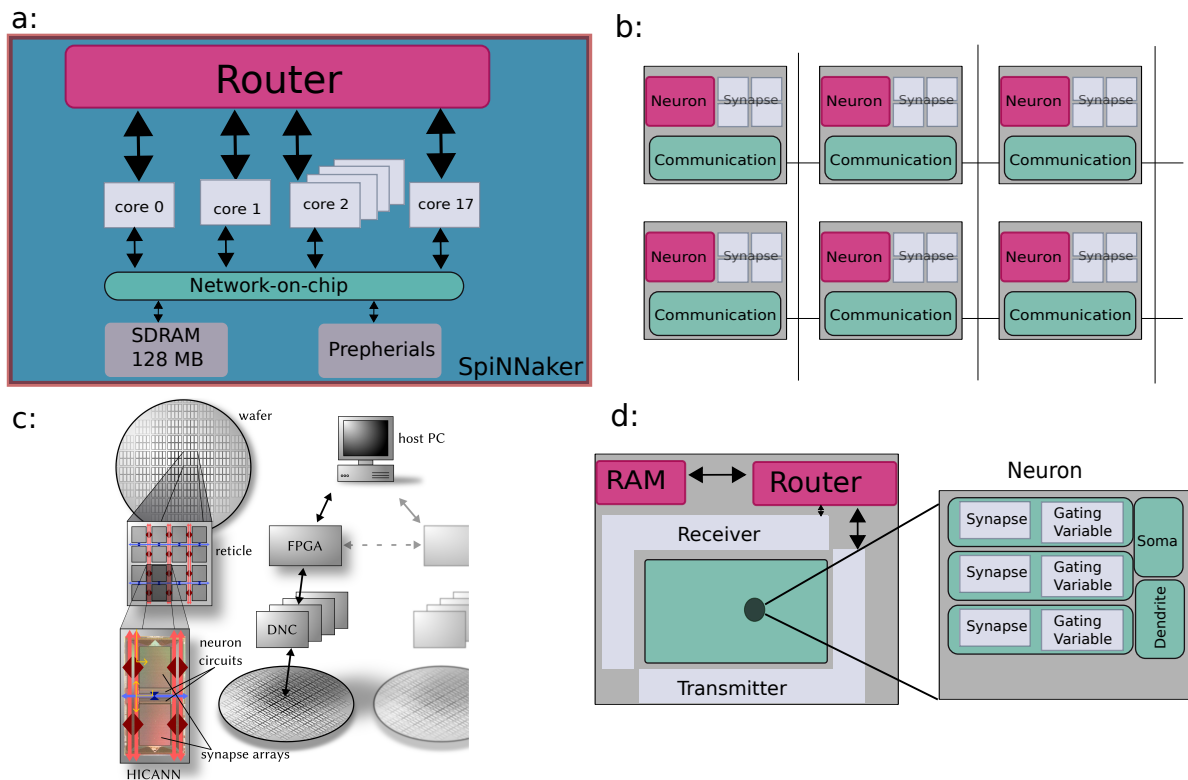 a:
Router
core 0
core 1
core 2
core 17
Network-on-chip
SDRAM
128 MB
Prepherials
SpiNNaker
b:
Neuron
Synapse
Communication
Neuron
Synapse
Communication
Neuron
Synapse
Communication
Neuron
Synapse
Communication
Neuron
Synapse
Communication
Neuron
Synapse
Communication
c:
wafer
host PC
reticle
FPGA
DNC
neuron
circuits
synapse arrays
HICANN
d:
RAM
Router
Receiver
Transmitter
Neuron
Synapse
Gating
Variable
Synapse
Gating
Variable
Synapse
Gating
Variable
Soma
Dendrite